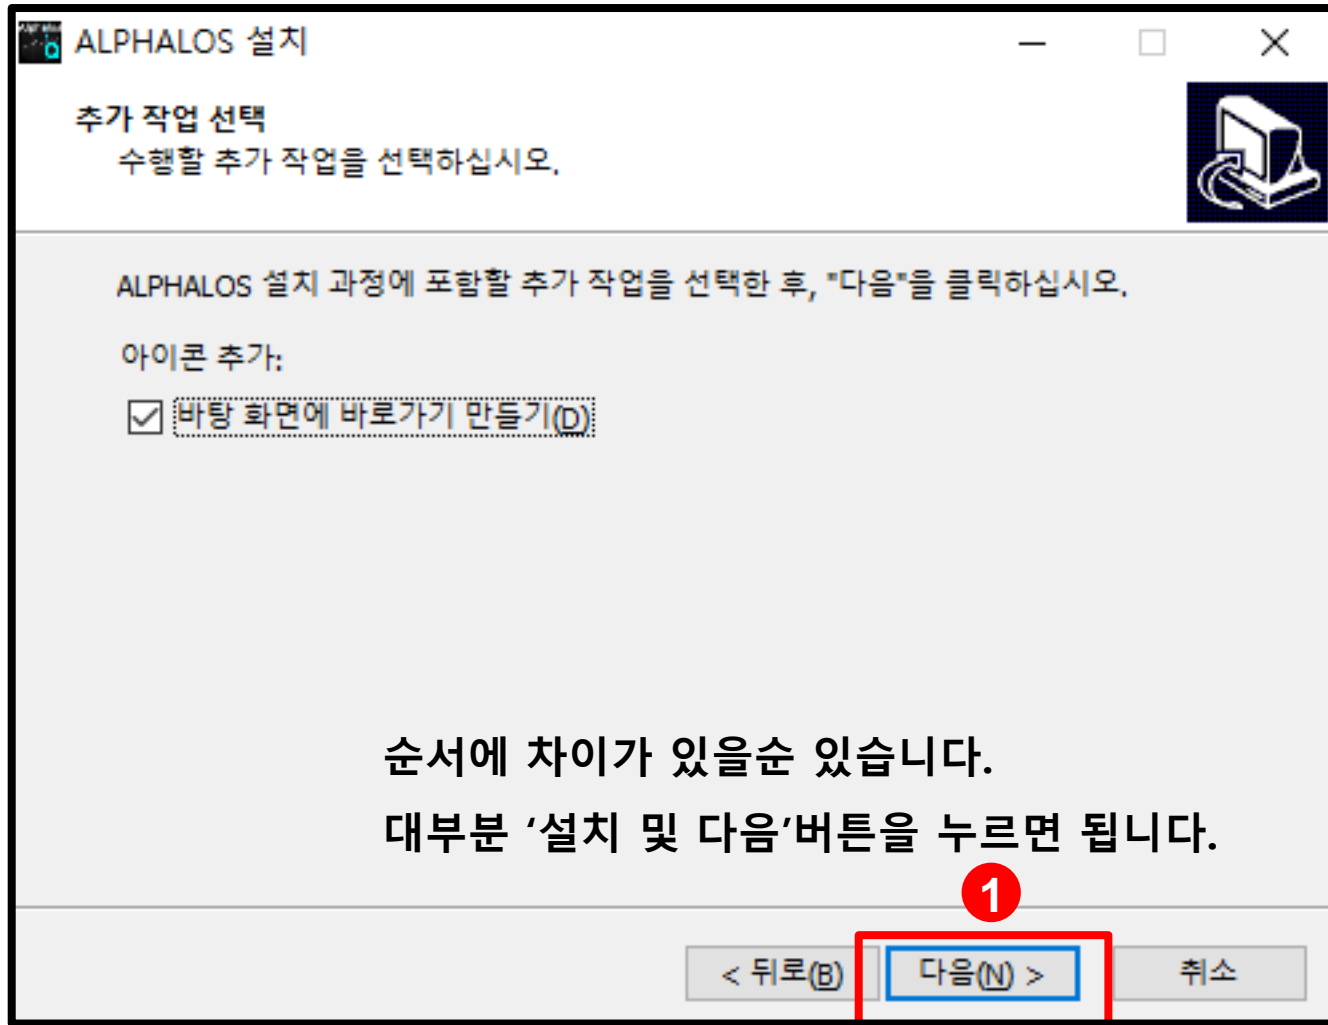 ALPHALOS 설치
추가 작업 선택
수행할 추가 작업을 선택하십시오.
ALPHALOS 설치 과정에 포함할 추가 작업을 선택한 후, "다음"을 클릭하십시오.
아이콘 추가:
바탕 화면에 바로가기 만들기(D)
순서에 차이가 있을순 있습니다.
대부분 ‘설치 및 다음’버튼을 누르면 됩니다.
1
< 뒤로(B) 다음(N) > 취소